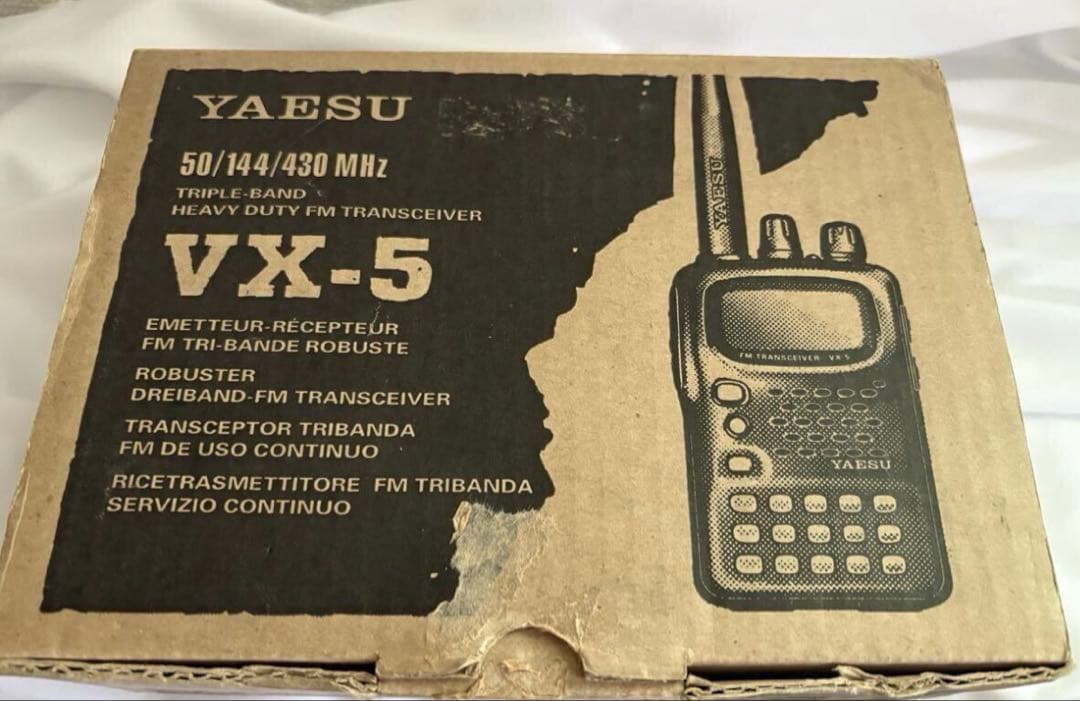 YAESU
50/144/430 MHz
TRIPLE-BAND
HEAVY DUTY FM TRANSCEIVER
VX-5
EMETTEUR-RÉCEPTEUR
FM TRI-BANDE ROBUSTE
ROBUSTER
DREIBAND-FM TRANSCEIVER
TRANSCEPTOR TRIBANDA
FM DE USO CONTINUO
RICETRASMETTITORE FM TRIBANDA
SERVIZIO CONTINUO
YAESU
FM TRANSCEIVER VX-5
YAESU